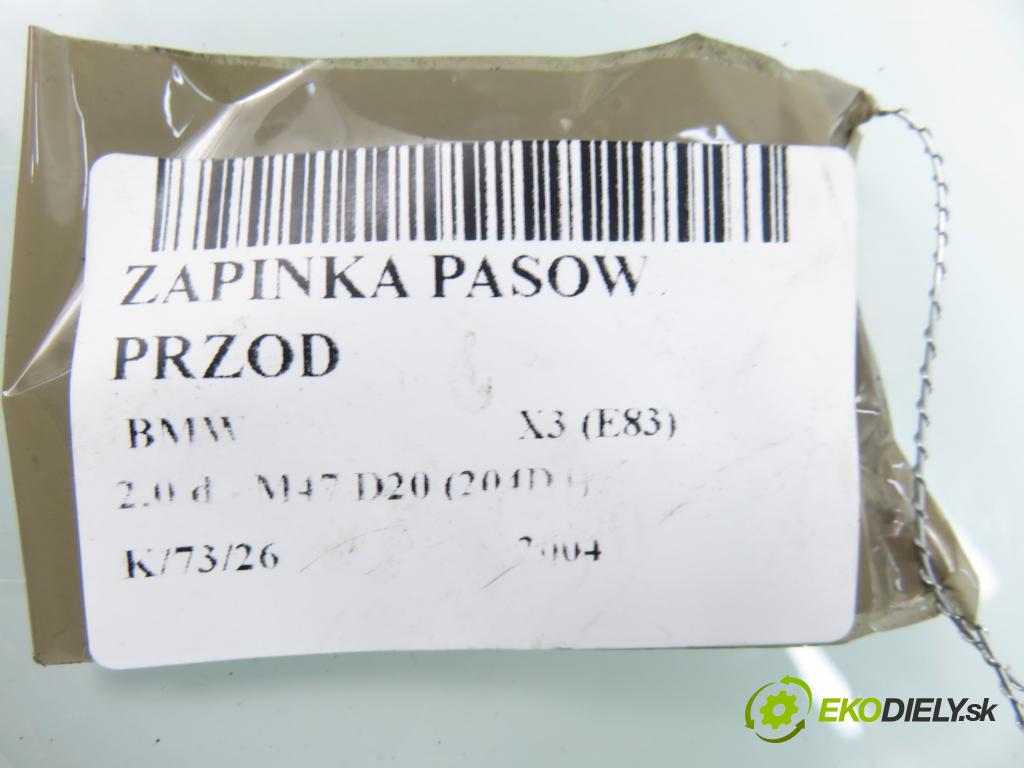 ZAPINKA PASOW
PRZOD
BMW X3 (E83)
2.0 d - M47 D20 (204D4)
K/73/26 2004
EKODIELY.sk